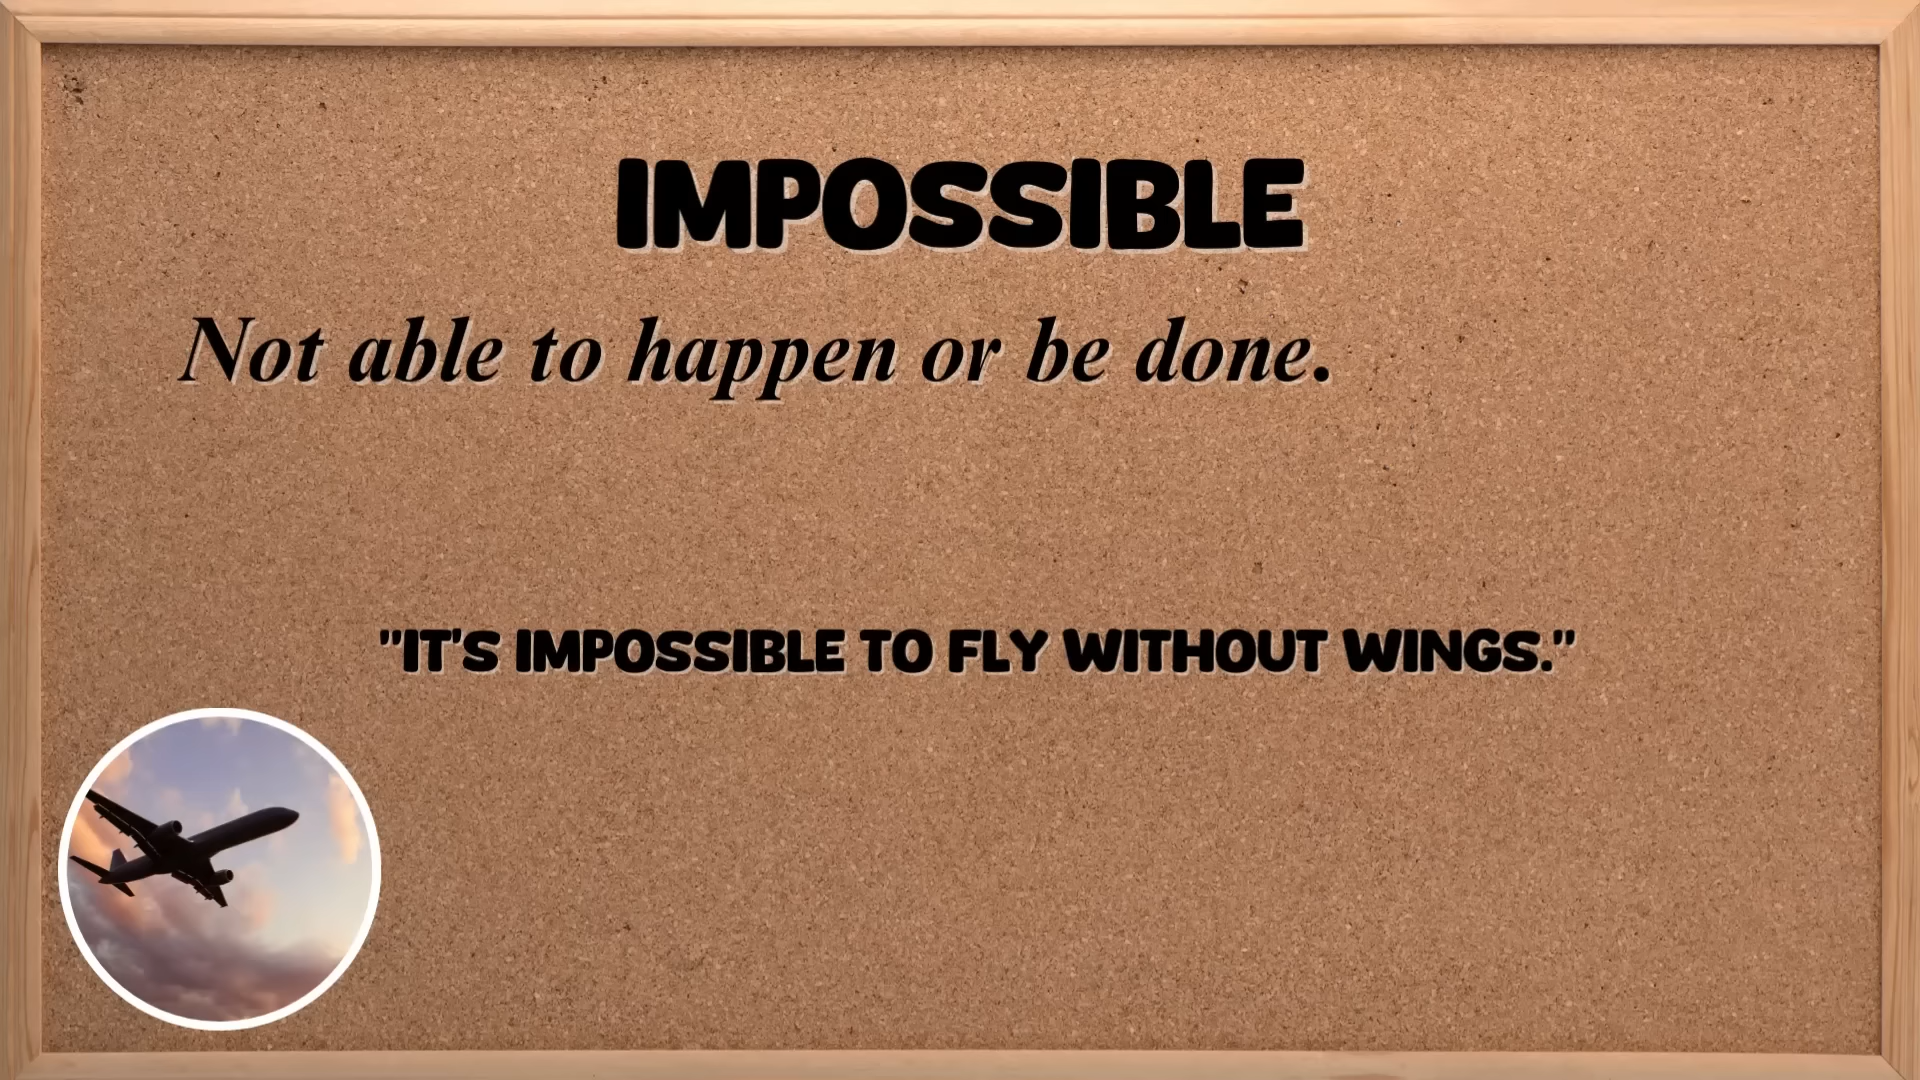 IMPOSSIBLE
Not able to happen or be done.
"IT'S IMPOSSIBLE TO FLY WITHOUT WINGS."